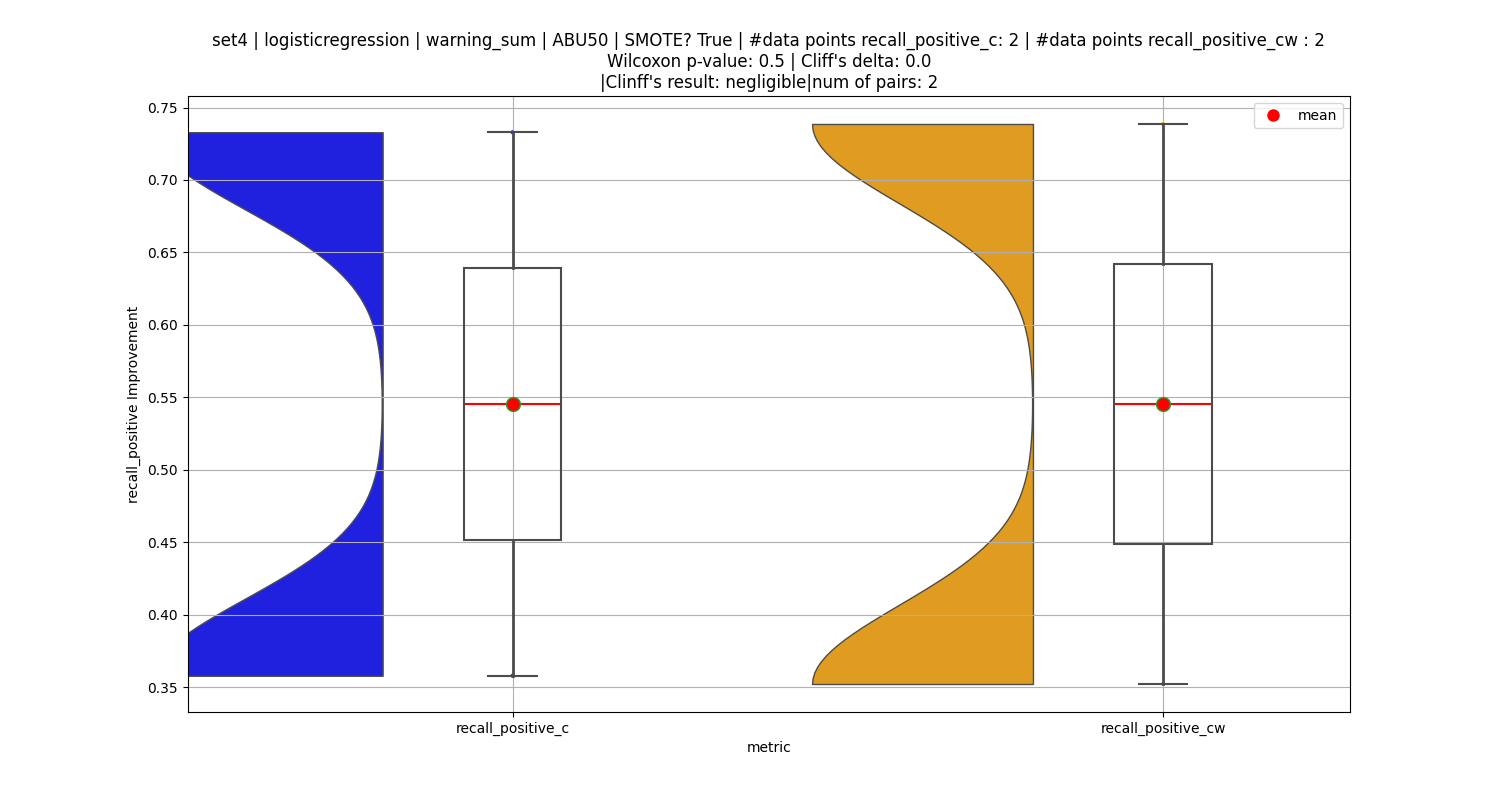 set4 | logisticregression | warning_sum | ABU50 | SMOTE? True | #data points recall_positive_c: 2 | #data points recall_positive_cw : 2
Wilcoxon p-value: 0.5 | Cliff's delta: 0.0
|Clinff's result: negligible|num of pairs: 2
mean
0.75
0.70
0.65
0.60
0.55
0.50
0.45
0.40
0.35
recall_positive Improvement
recall_positive_c
recall_positive_cw
metric